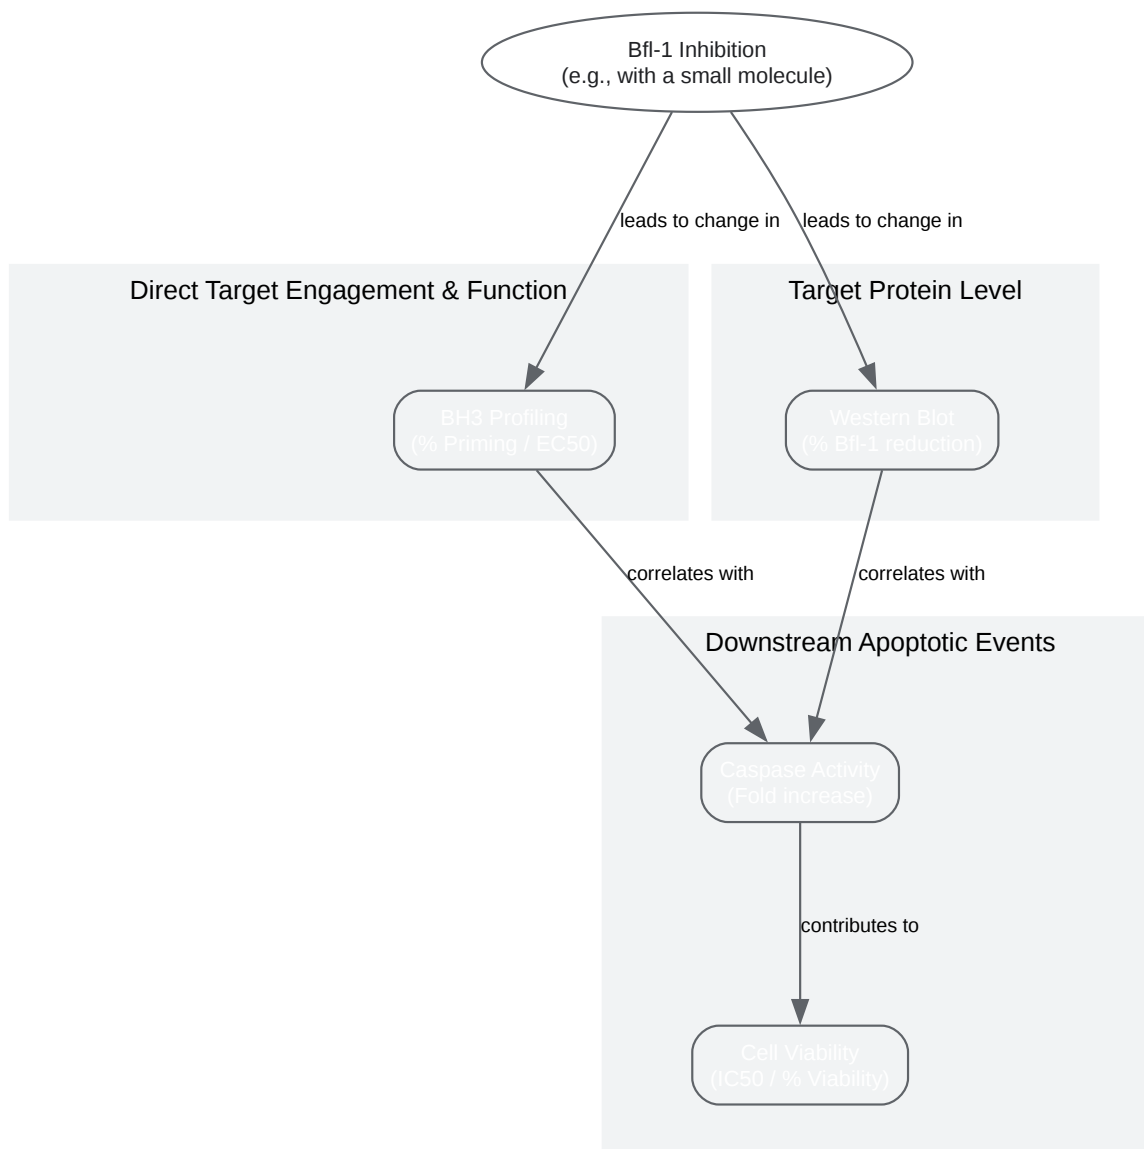 Bfl-1 Inhibition
(e.g., with a small molecule)
leads to change in
leads to change in
Direct Target Engagement & Function
Target Protein Level
BH3 Profiling
(% Priming / EC50)
Western Blot
(% Bfl-1 reduction)
correlates with
correlates with
Downstream Apoptotic Events
Caspase Activity
(Fold increase)
contributes to
Cell Viability
(IC50 / % Viability)